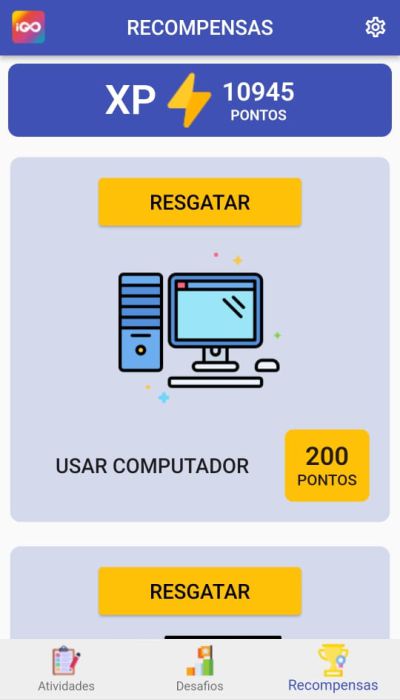 iGO
RECOMPENSAS
XP
10945
PONTOS
RESGATAR
USAR COMPUTADOR
200
PONTOS
RESGATAR
Atividades
Desafios
Recompensas